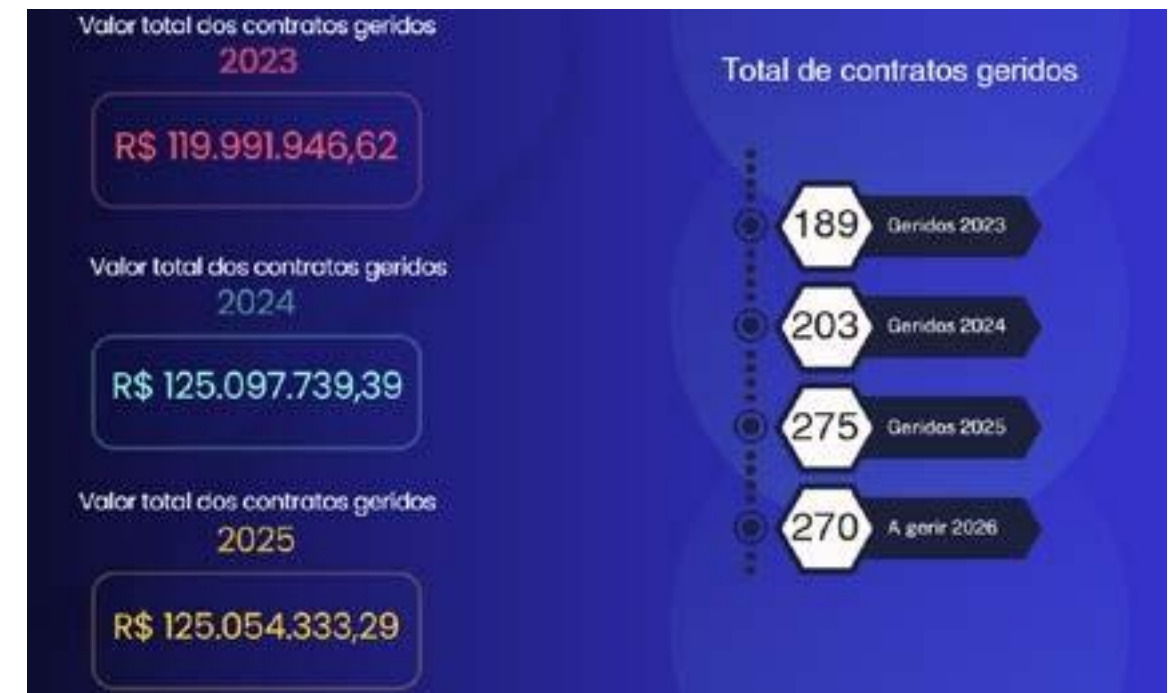 Valor total dos contratos geridos
2023
R$ 119.991.946,62
Valor total dos contratos geridos
2024
R$ 125.097.739,39
Valor total dos contratos geridos
2025
R$ 125.054.333,29
Total de contratos geridos
189 Geridos 2023
203 Geridos 2024
275 Geridos 2025
270 A gerir 2026